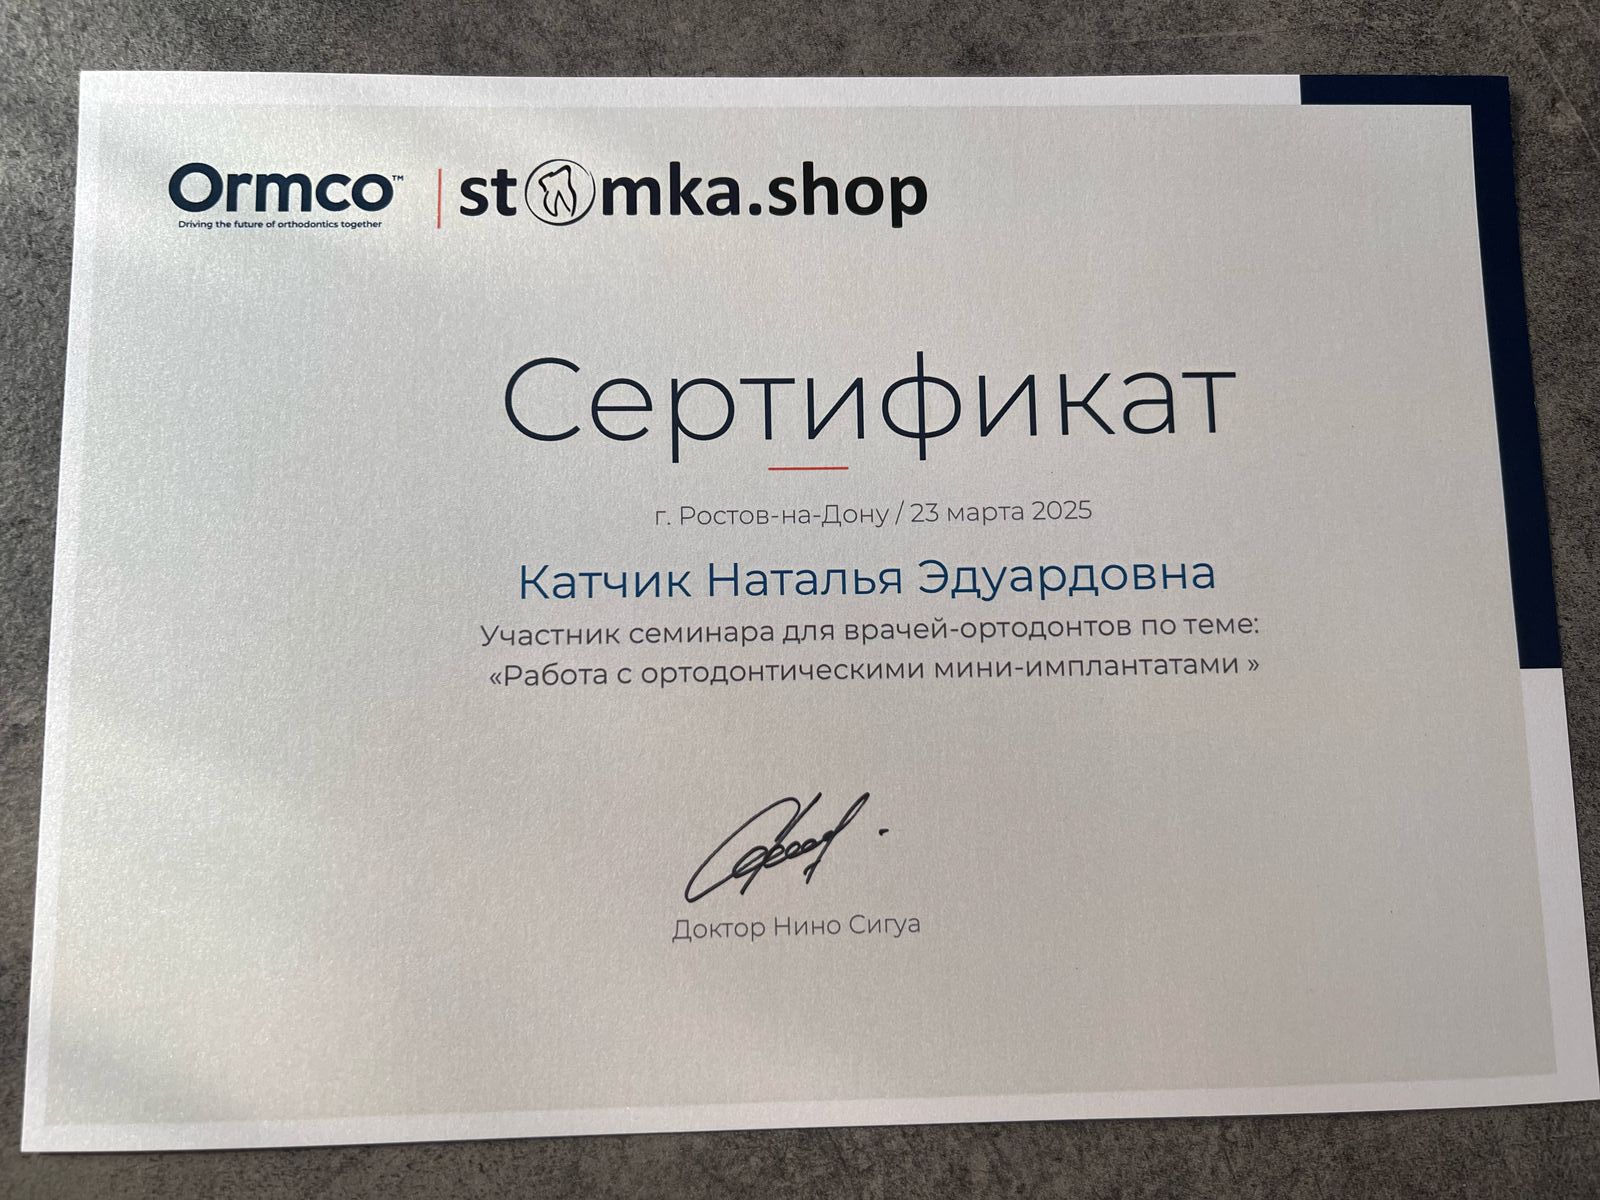 Ormco™ | stomka.shop
Driving the future of orthodontics together
Сертификат
г. Ростов-на-Дону / 23 марта 2025
Катчик Наталья Эдуардовна
Участник семинара для врачей-ортодонтов по теме:
«Работа с ортодонтическими мини-имплантатами »
Доктор Нино Сигуа